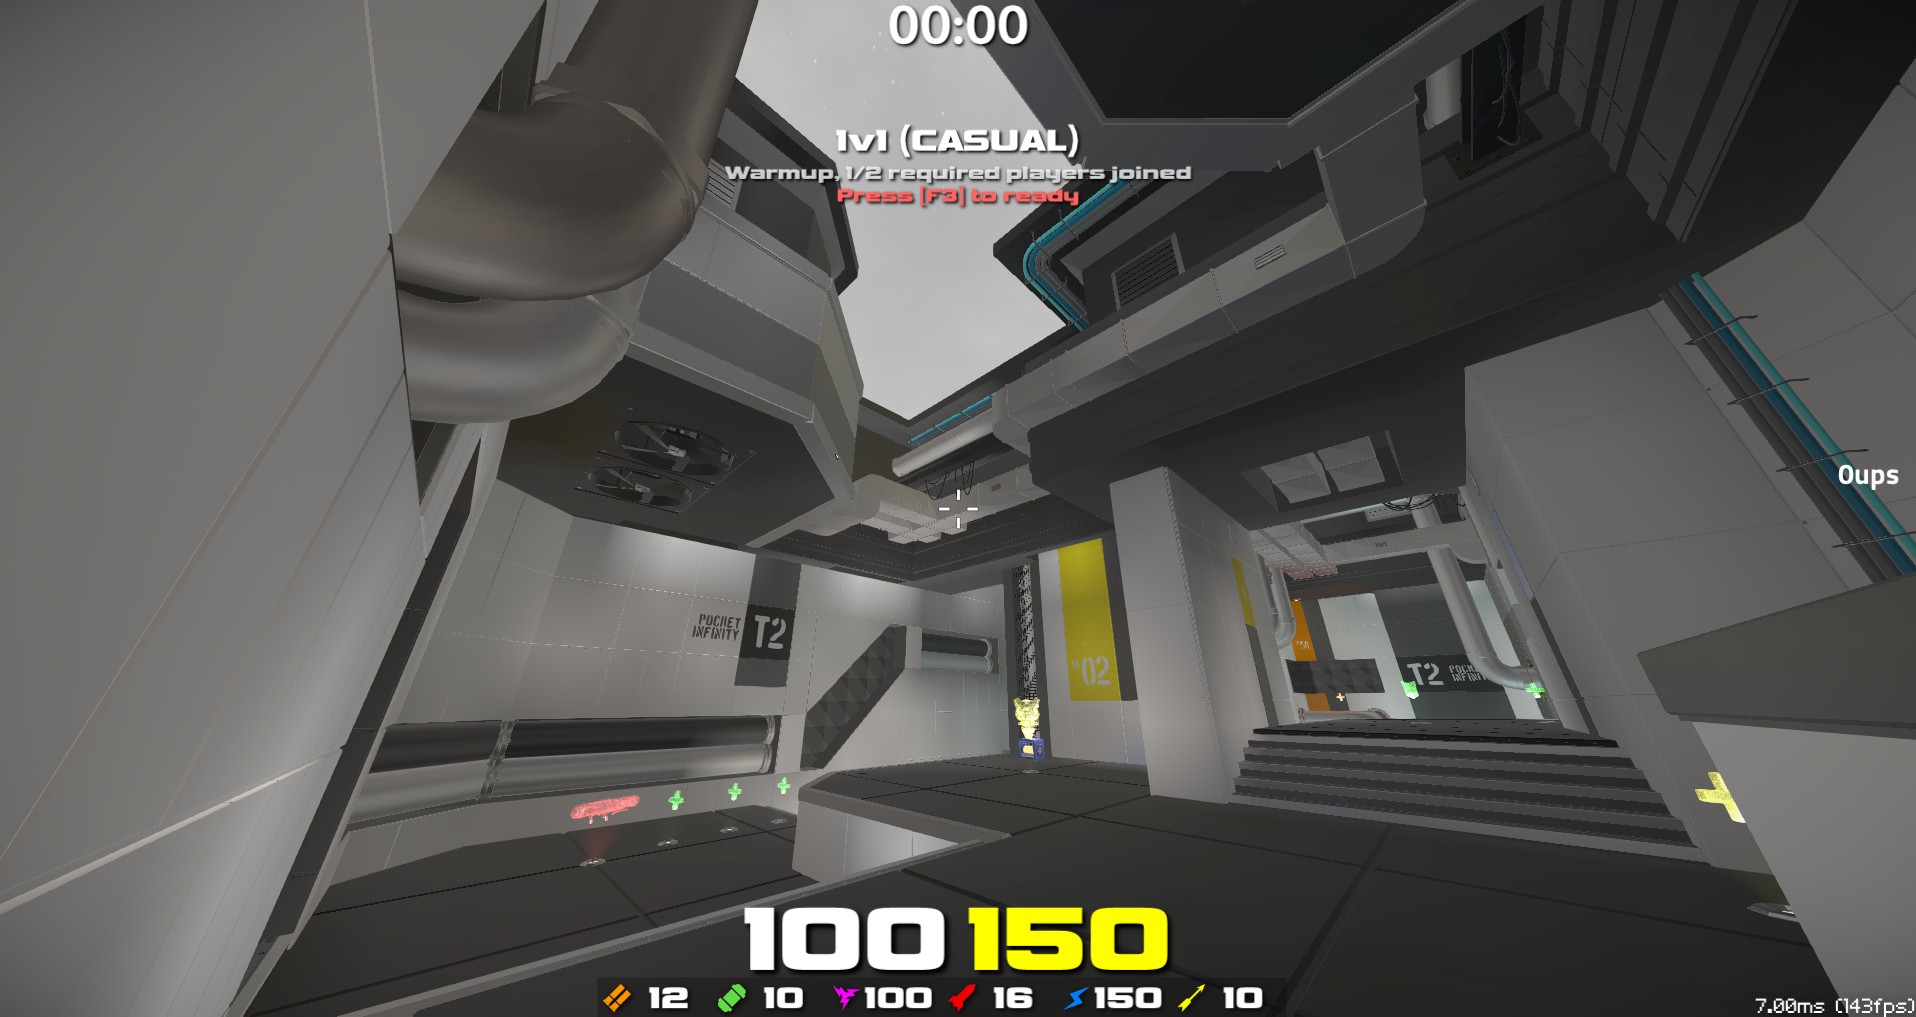 00:00
1v1 (CASUAL)
Warmup, 1/2 required players joined
Press [F3] to ready
Oups
POCKET
INFINITY
T2
02
T2
100 150
12 10 100 16 150 10
7.00ms (143fps)